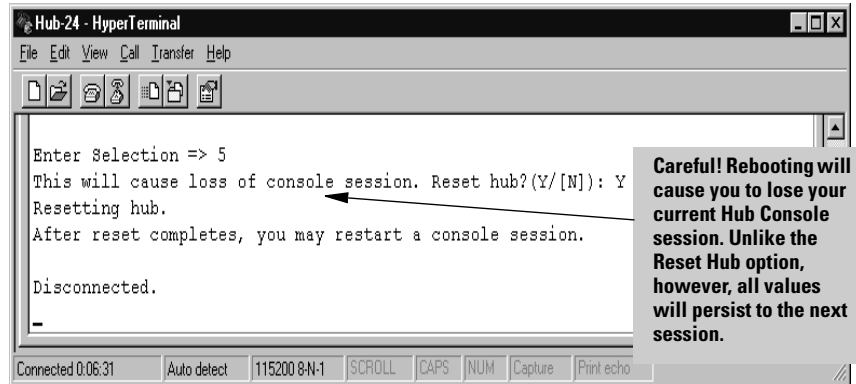 Hub-24 - HyperTerminal
File Edit View Call Transfer Help
Enter Selection => 5
This will cause loss of console session. Reset hub?(Y/[N]): Y
Resetting hub.
After reset completes, you may restart a console session.
Disconnected.
Careful! Rebooting will
cause you to lose your
current Hub Console
session. Unlike the
Reset Hub option,
however, all values
will persist to the next
session.
Connected 0:06:31 Auto detect 115200 8-N-1 SCROLL CAPS NUM Capture Print echo